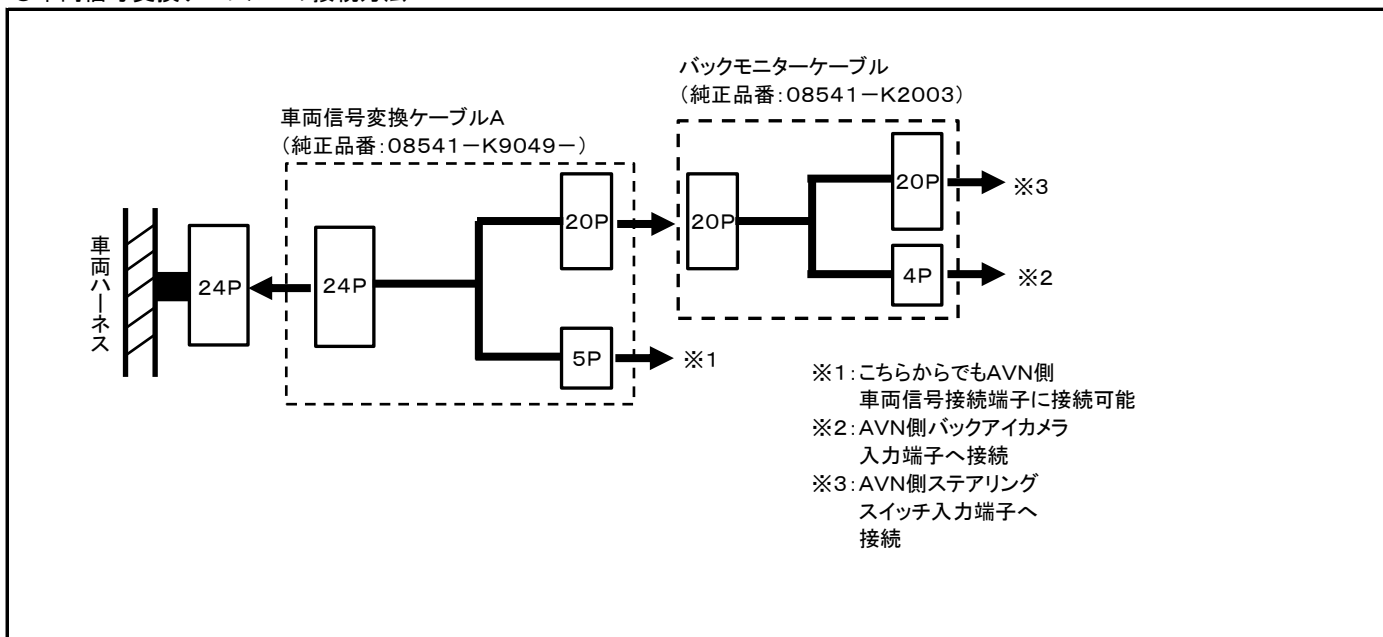 バックモニターケーブル
（純正品番：０８５４１－Ｋ２００３）
車両信号変換ケーブルＡ
（純正品番：０８５４１－Ｋ９０４９－）
車両ハーネス
２４Ｐ
２４Ｐ
２０Ｐ
５Ｐ
※１
２０Ｐ
２０Ｐ
※３
４Ｐ
※２
※１：こちらからでもＡＶＮ側
車両信号接続端子に接続可能
※２：ＡＶＮ側バックアイカメラ
入力端子へ接続
※３：ＡＶＮ側ステアリング
スイッチ入力端子へ
接続